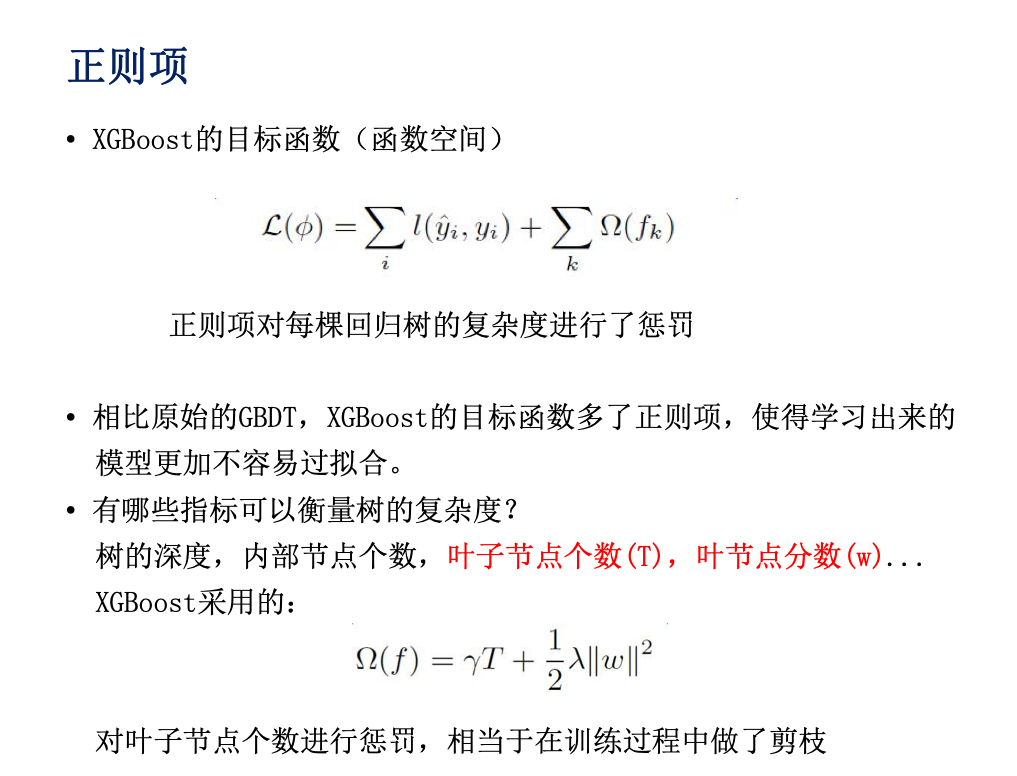 正则项
• XGBoost的目标函数（函数空间）
$\mathcal{L}(\phi) = \sum_{i} l(\hat{y}_i, y_i) + \sum_{k} \Omega(f_k)$
正则项对每棵回归树的复杂度进行了惩罚
• 相比原始的GBDT，XGBoost的目标函数多了正则项，使得学习出来的
模型更加不容易过拟合。
• 有哪些指标可以衡量树的复杂度？
树的深度，内部节点个数，叶子节点个数(T)，叶节点分数(w)...
XGBoost采用的：
$\Omega(f) = \gamma T + \frac{1}{2} \lambda \|w\|^2$
对叶子节点个数进行惩罚，相当于在训练过程中做了剪枝